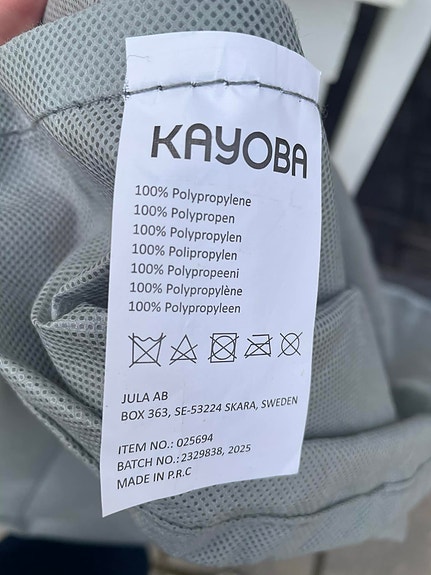 KAYOBA
100% Polypropylene
100% Polypropen
100% Polypropylen
100% Polipropylen
100% Polypropeeni
100% Polypropylène
100% Polypropyleen
JULA AB
BOX 363, SE-53224 SKARA, SWEDEN
ITEM NO.: 025694
BATCH NO.: 2329838, 2025
MADE IN P.R.C